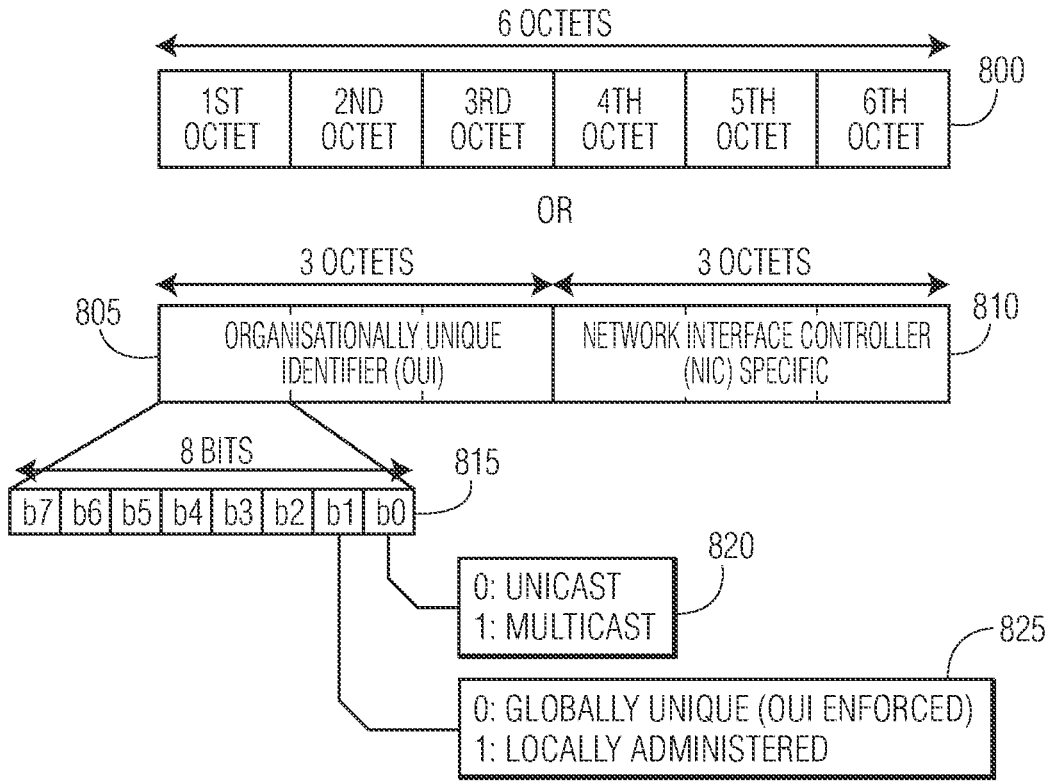 6 OCTETS
1ST OCTET 2ND OCTET 3RD OCTET 4TH OCTET 5TH OCTET 6TH OCTET
800
OR
3 OCTETS 3 OCTETS
805
ORGANISATIONALLY UNIQUE
IDENTIFIER (OUI)
NETWORK INTERFACE CONTROLLER
(NIC) SPECIFIC
810
8 BITS
b7 b6 b5 b4 b3 b2 b1 b0
815
0: UNICAST
1: MULTICAST
820
0: GLOBALLY UNIQUE (OUI ENFORCED)
1: LOCALLY ADMINISTERED
825